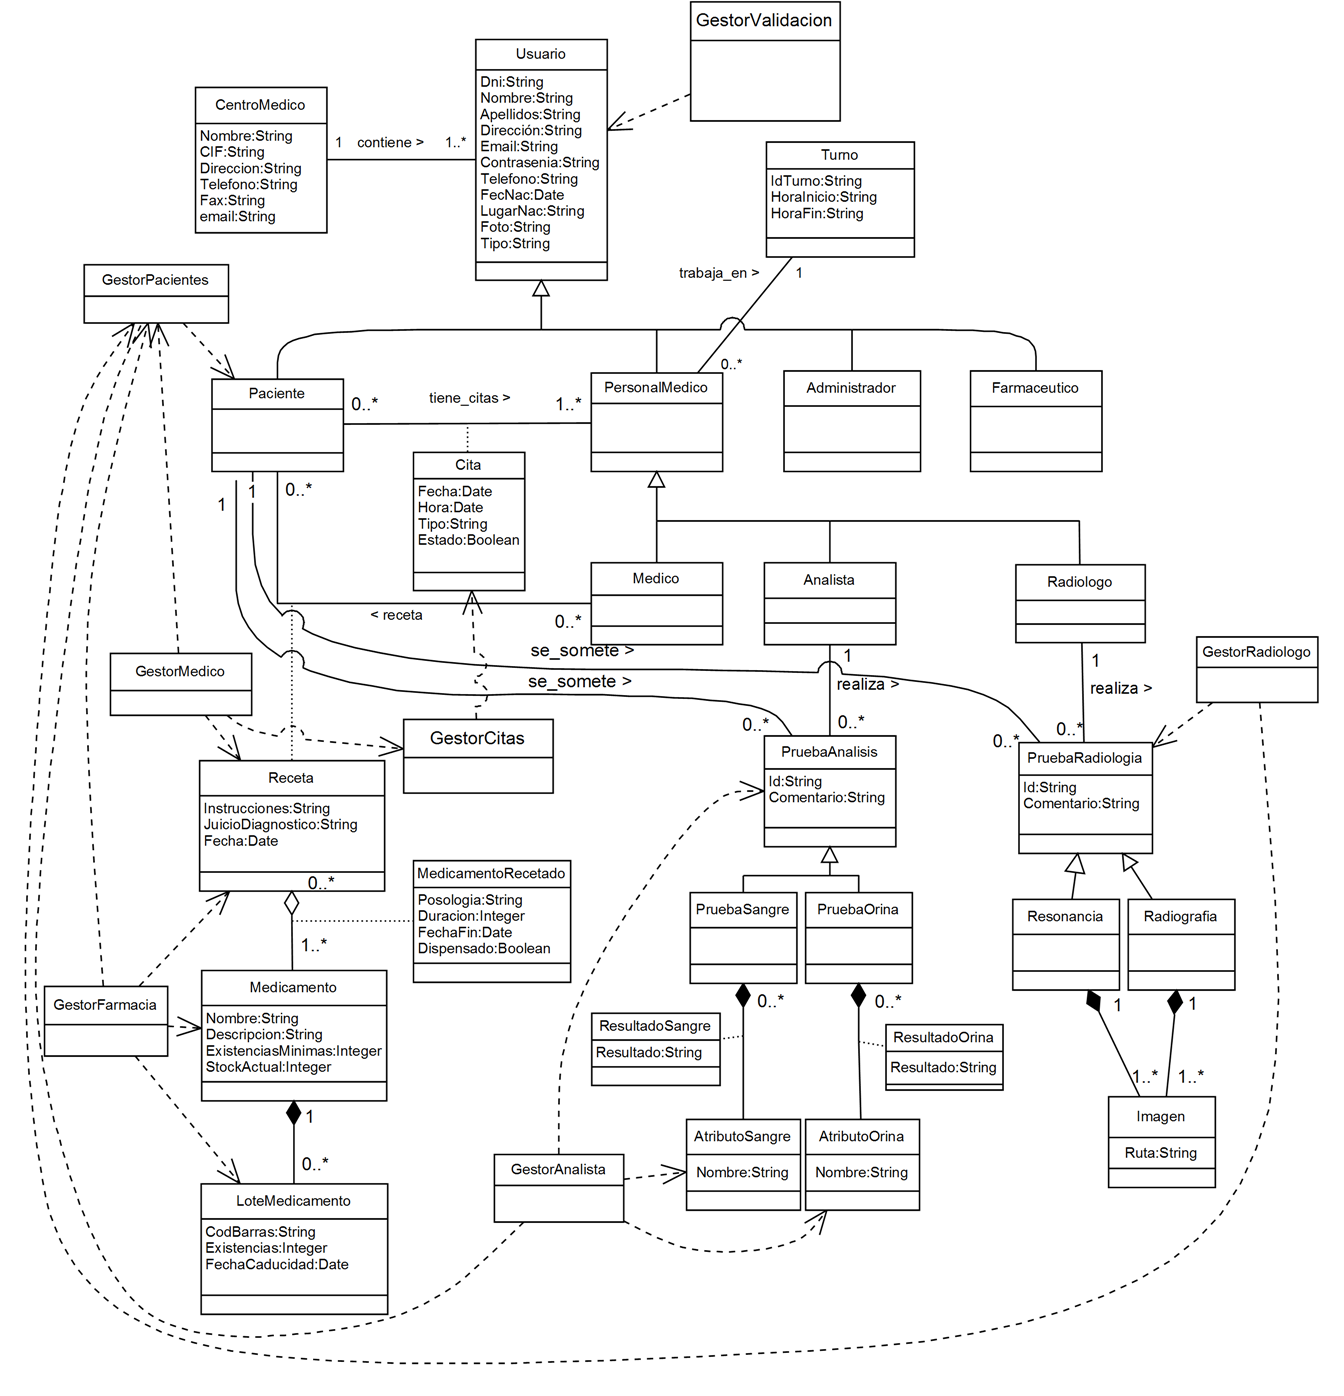 GestorValidacion
Usuario
Dni:String
Nombre:String
Apellidos:String
Dirección:String
Email:String
Contrasenia:String
Telefono:String
FecNac:Date
LugarNac:String
Foto:String
Tipo:String
CentroMedico
Nombre:String
CIF:String
Direccion:String
Telefono:String
Fax:String
email:String
1 contiene > 1..*
Turno
IdTurno:String
HoraInicio:String
HoraFin:String
trabaja_en > 1
0..*
GestorPacientes
Paciente
PersonalMedico
Administrador
Farmaceutico
0..* tiene_citas > 1..*
Cita
Fecha:Date
Hora:Date
Tipo:String
Estado:Boolean
1
1
0..*
Medico
Analista
Radiologo
< receta 0..*
se_somete >
se_somete >
1
realiza >
0..*
0..*
1
realiza >
0..*
0..*
GestorMedico
GestorCitas
GestorRadiologo
Receta
Instrucciones:String
JuicioDiagnostico:String
Fecha:Date
0..*
1..*
PruebaAnalisis
Id:String
Comentario:String
PruebaRadiologia
Id:String
Comentario:String
MedicamentoRecetado
Posologia:String
Duracion:Integer
FechaFin:Date
Dispensado:Boolean
PruebaSangre
PruebaOrina
Resonancia
Radiografia
GestorFarmacia
Medicamento
Nombre:String
Descripcion:String
ExistenciasMinimas:Integer
StockActual:Integer
1
0..*
0..*
0..*
1
1
ResultadoSangre
Resultado:String
ResultadoOrina
Resultado:String
1..*
1..*
AtributoSangre
Nombre:String
AtributoOrina
Nombre:String
Imagen
Ruta:String
GestorAnalista
LoteMedicamento
CodBarras:String
Existencias:Integer
FechaCaducidad:Date